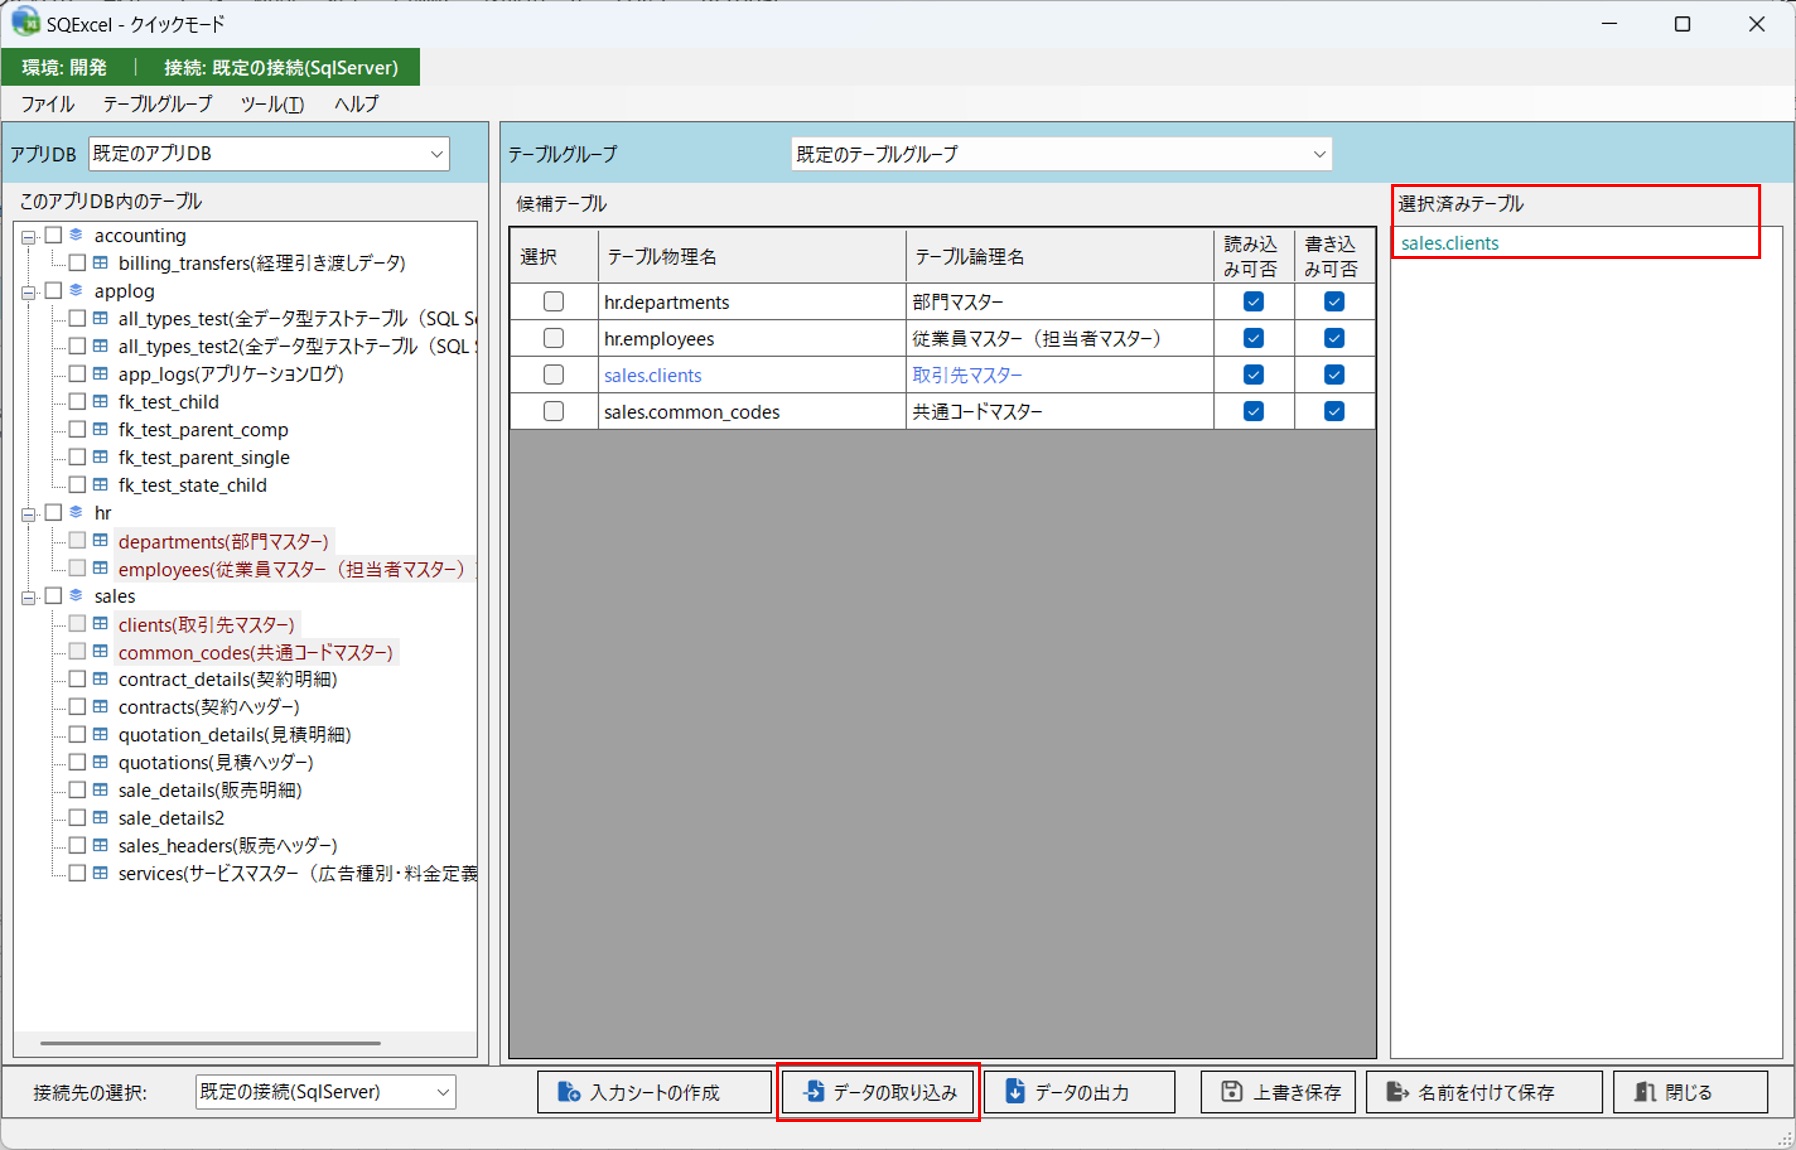 SQExcel - クイックモード
環境: 開発 | 接続: 既定の接続(SqlServer)
ファイル テーブルグループ ツール(T) ヘルプ
アプリDB 既定のアプリDB
このアプリDB内のテーブル
accounting
billing_transfers(経理引き渡しデータ)
applog
all_types_test(全データ型テストテーブル（SQL Se
all_types_test2(全データ型テストテーブル（SQL S
app_logs(アプリケーションログ)
fk_test_child
fk_test_parent_comp
fk_test_parent_single
fk_test_state_child
hr
departments(部門マスター)
employees(従業員マスター（担当者マスター）)
sales
clients(取引先マスター)
common_codes(共通コードマスター)
contract_details(契約明細)
contracts(契約ヘッダー)
quotation_details(見積明細)
quotations(見積ヘッダー)
sale_details(販売明細)
sale_details2
sales_headers(販売ヘッダー)
services(サービスマスター（広告種別・料金定義
テーブルグループ 既定のテーブルグループ
候補テーブル
選択 テーブル物理名 テーブル論理名 読み込み可否 書き込み可否
hr.departments 部門マスター
hr.employees 従業員マスター（担当者マスター）
sales.clients 取引先マスター
sales.common_codes 共通コードマスター
選択済みテーブル
sales.clients
接続先の選択: 既定の接続(SqlServer)
入力シートの作成 データの取り込み データの出力 上書き保存 名前を付けて保存 閉じる